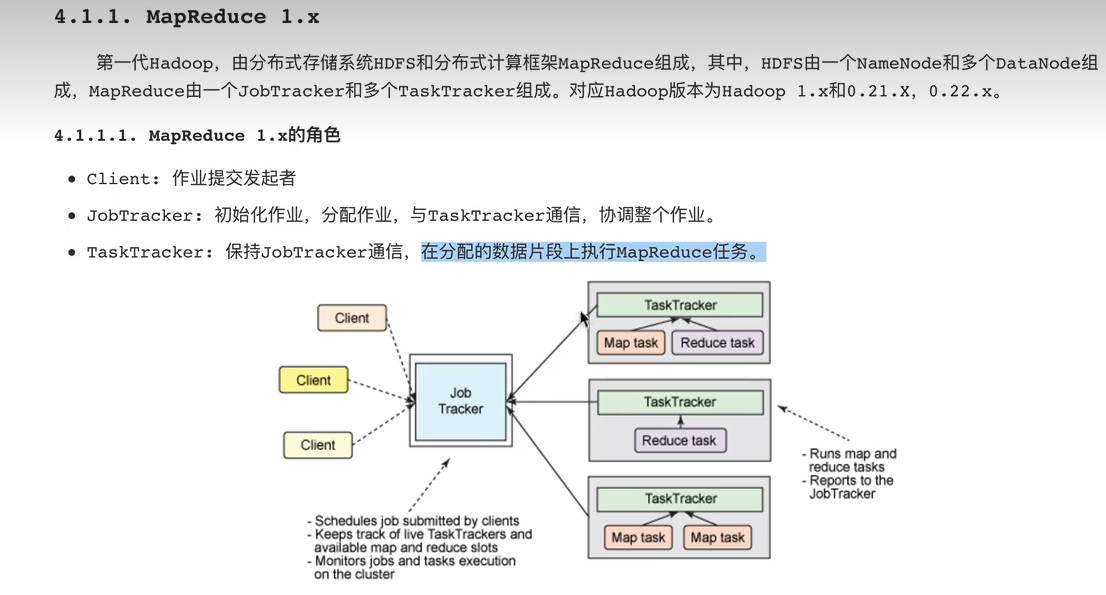 4.1.1. MapReduce 1.x
第一代Hadoop，由分布式存储系统HDFS和分布式计算框架MapReduce组成，其中，HDFS由一个NameNode和多个DataNode组
成，MapReduce由一个JobTracker和多个TaskTracker组成。对应Hadoop版本为Hadoop 1.x和0.21.X，0.22.x。
4.1.1.1. MapReduce 1.x的角色
• Client: 作业提交发起者
• JobTracker: 初始化作业，分配作业，与TaskTracker通信，协调整个作业。
• TaskTracker: 保持JobTracker通信，在分配的数据片段上执行MapReduce任务。
Client
Client
Client
Job
Tracker
TaskTracker
Map task
Reduce task
TaskTracker
Reduce task
TaskTracker
Map task
Map task
- Schedules job submitted by clients
- Keeps track of live TaskTrackers and
available map and reduce slots
- Monitors jobs and tasks execution
on the cluster
- Runs map and
reduce tasks
- Reports to the
JobTracker